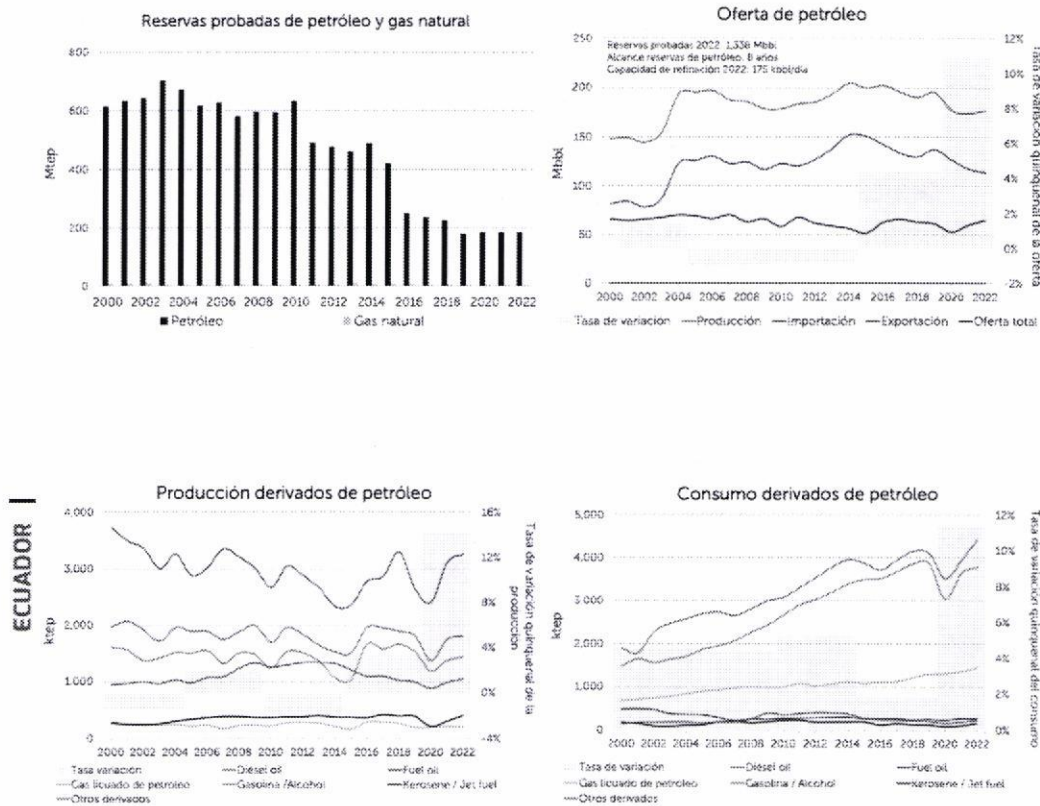 Reservas probadas de petróleo y gas natural
800
600
400
200
0
Mtep
2000 2002 2004 2006 2008 2010 2012 2014 2016 2018 2020 2022
Petróleo Gas natural
Oferta de petróleo
Reservas probadas 2022: 1,338 Mbbl
Alcance reservas de petróleo: 8 años
Capacidad de refinación 2022: 175 kbbl/día
250
200
150
100
50
0
Mbbl
12%
10%
8%
6%
4%
2%
0%
-2%
Tasa de variación quinquenal de la oferta
2000 2002 2004 2006 2008 2010 2012 2014 2016 2018 2020 2022
Tasa de variación Producción Importación Exportación Oferta total
ECUADOR
Producción derivados de petróleo
4,000
3,000
2,000
1,000
0
ktep
16%
12%
8%
4%
0%
-4%
Tasa de variación quinquenal de la
producción
2000 2002 2004 2006 2008 2010 2012 2014 2016 2018 2020 2022
Tasa variación Diésel oil Fuel oil
Gas licuado de petróleo Gasolina /Alcohol Kerosene / Jet fuel
Otros derivados
Consumo derivados de petróleo
5,000
4,000
3,000
2,000
1,000
0
ktep
12%
10%
8%
6%
4%
2%
0%
Tasa de variación quinquenal del consumo
2000 2002 2004 2006 2008 2010 2012 2014 2016 2018 2020 2022
Tasa de variación Diésel oil Fuel oil
Gas licuado de petróleo Gasolina /Alcohol Kerosene / Jet fuel
Otros derivados